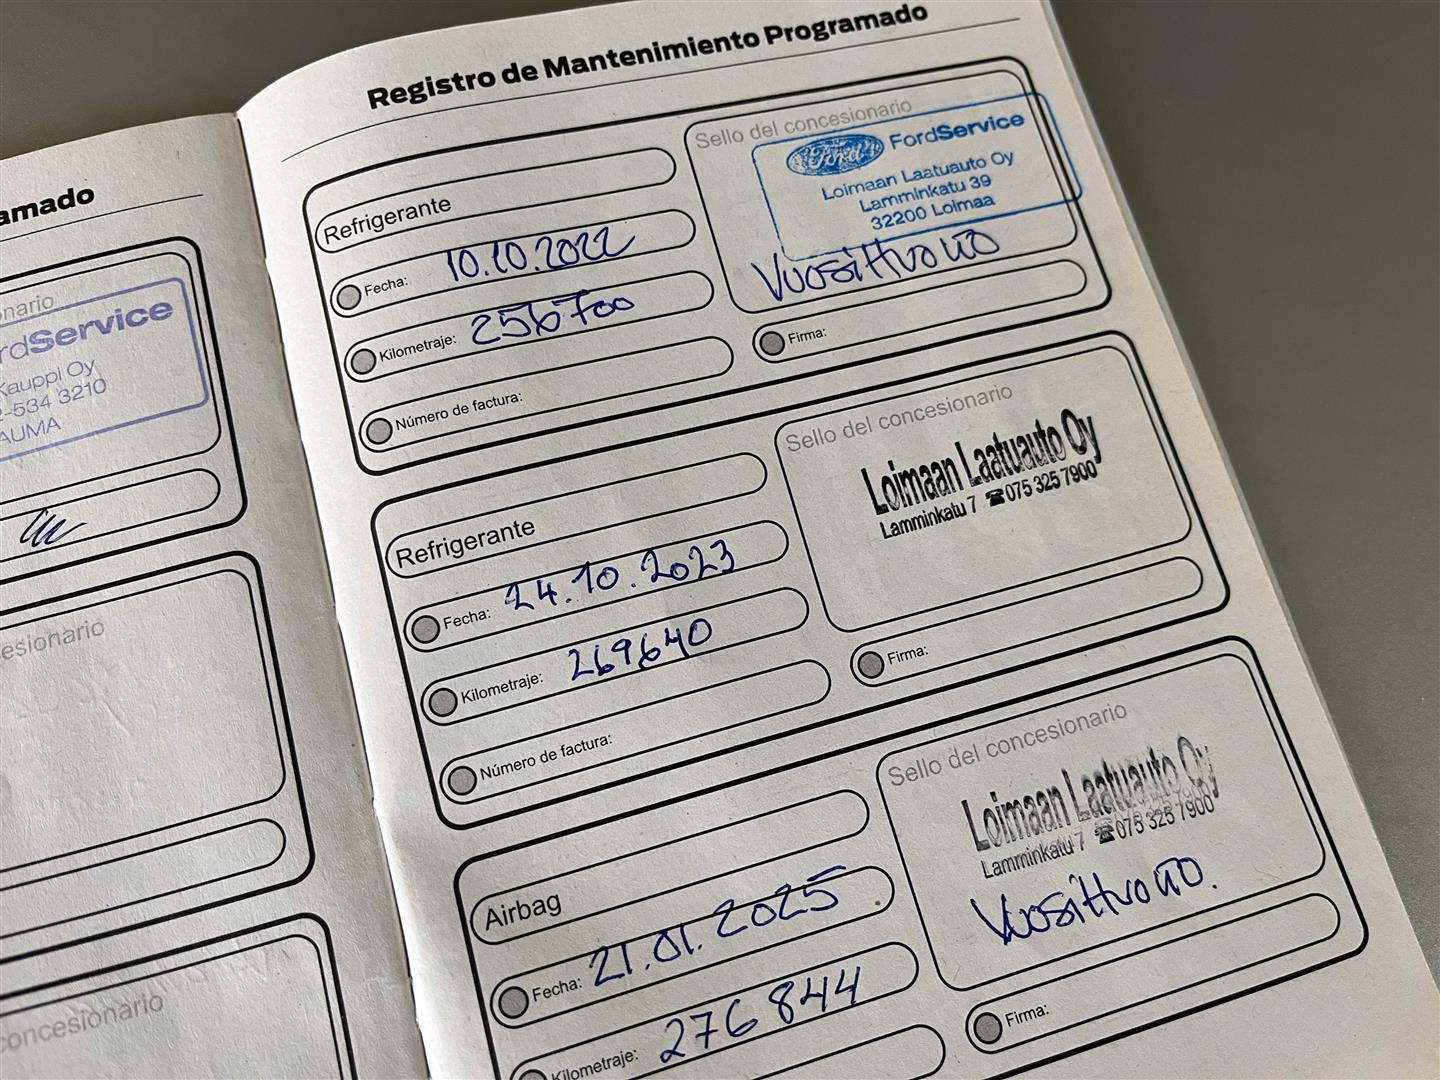 amado
nario
rdService
Kauppi Oy
-534 3210
AUMA
esionario
concesionario
Registro de Mantenimiento Programado
Refrigerante
Fecha: 10.10.2022
Kilometraje: 256700
Número de factura:
Sello del concesionario
Ford FordService
Loimaan Laatuauto Oy
Lamminkatu 39
32200 Loimaa
Vuosihuolto
Firma:
Refrigerante
Fecha: 24.10.2023
Kilometraje: 269640
Número de factura:
Sello del concesionario
Loimaan Laatuauto Oy
Lamminkatu 7 ☎075 325 7900
Firma:
Airbag
Fecha: 21.01.2025
Kilometraje: 276844
Sello del concesionario
Loimaan Laatuauto Oy
Lamminkatu 7 ☎075 325 7900
Vuosihuolto.
Firma: